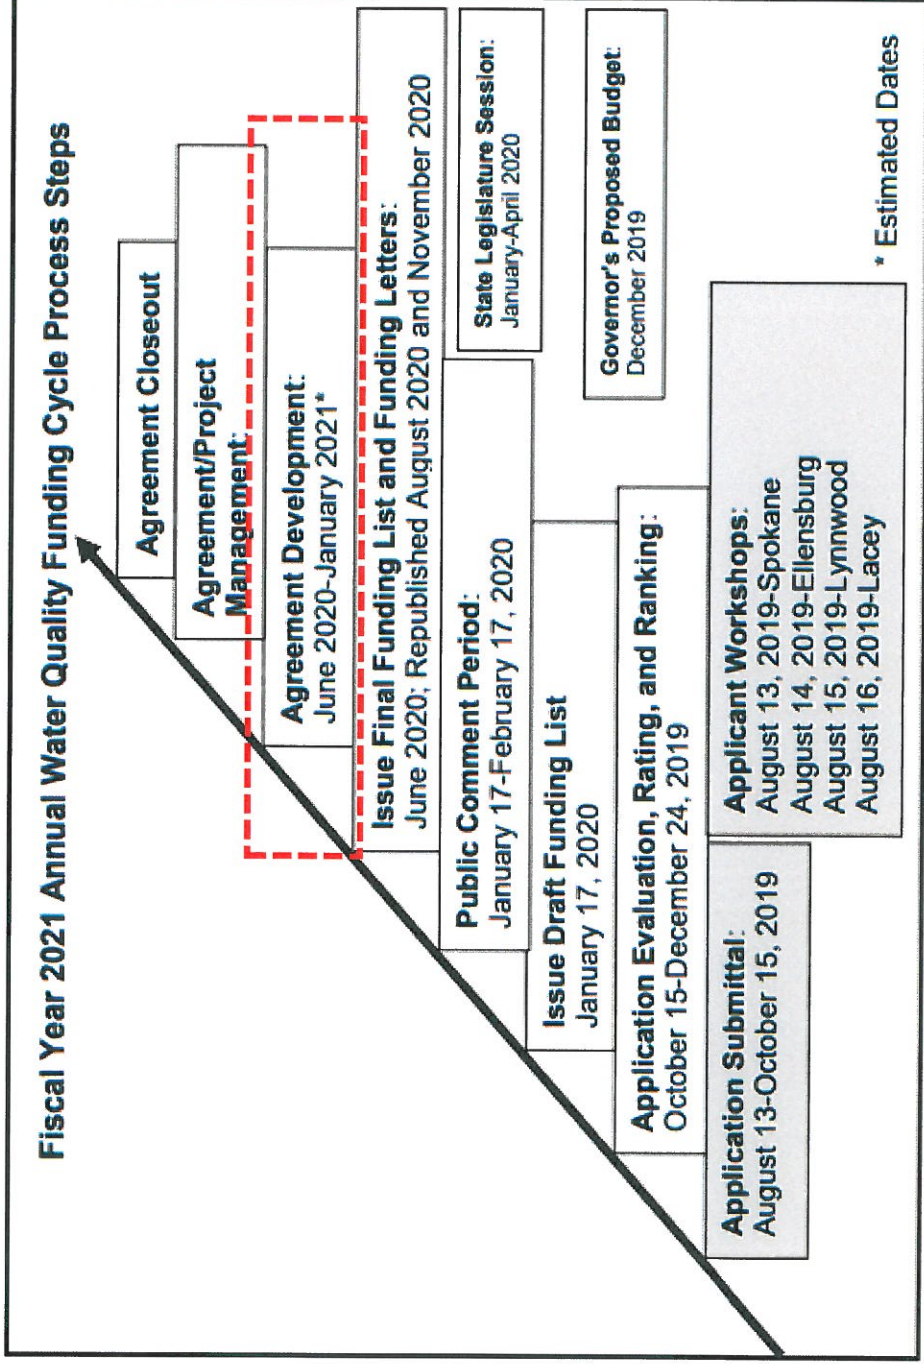 Fiscal Year 2021 Annual Water Quality Funding Cycle Process Steps
Agreement Closeout
Agreement/Project
Management:
Agreement Development:
June 2020-January 2021*
Issue Final Funding List and Funding Letters:
June 2020; Republished August 2020 and November 2020
Public Comment Period:
January 17-February 17, 2020
State Legislature Session:
January-April 2020
Issue Draft Funding List
January 17, 2020
Governor's Proposed Budget:
December 2019
Application Evaluation, Rating, and Ranking:
October 15-December 24, 2019
Application Submittal:
August 13-October 15, 2019
Applicant Workshops:
August 13, 2019-Spokane
August 14, 2019-Ellensburg
August 15, 2019-Lynnwood
August 16, 2019-Lacey
* Estimated Dates